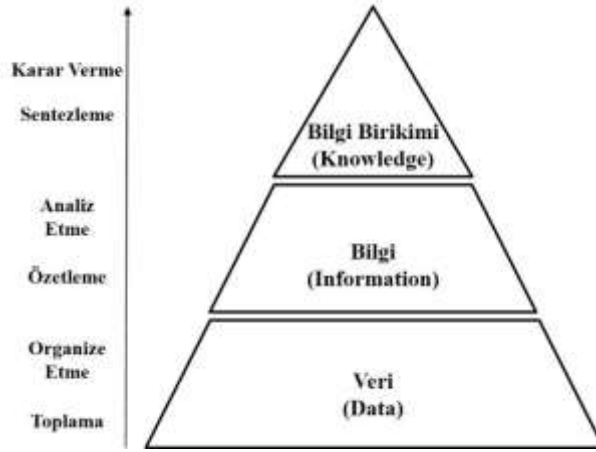 Karar Verme
Sentezleme
Bilgi Birikimi
(Knowledge)
Analiz
Etme
Özetleme
Bilgi
(Information)
Organize
Etme
Toplama
Veri
(Data)